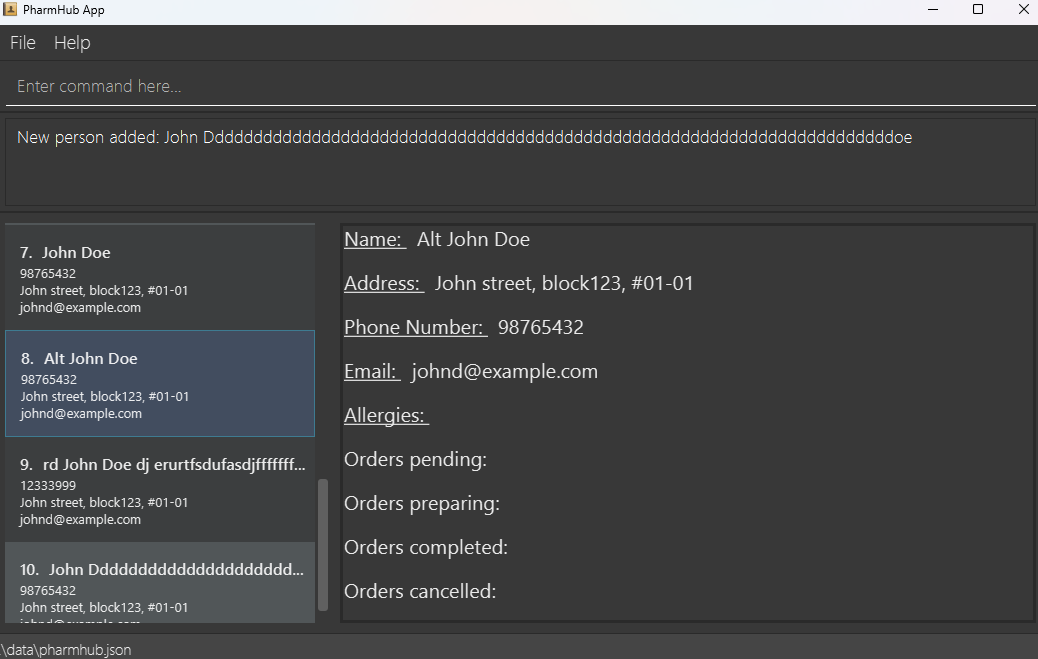 PharmHub App
File Help
Enter command here...
New person added: John Dddddddddddddddddddddddddddddddddddddddddddddddddddddddddddddddddddddddoe
7. John Doe
98765432
John street, block123, #01-01
johnd@example.com
8. Alt John Doe
98765432
John street, block123, #01-01
johnd@example.com
9. rd John Doe dj erurtfsdufasdjfffffff...
12333999
John street, block123, #01-01
johnd@example.com
10. John Dddddddddddddddddddddd...
98765432
John street, block123, #01-01
johnd@example.com
Name: Alt John Doe
Address: John street, block123, #01-01
Phone Number: 98765432
Email: johnd@example.com
Allergies:
Orders pending:
Orders preparing:
Orders completed:
Orders cancelled:
.\data\pharmhub.json